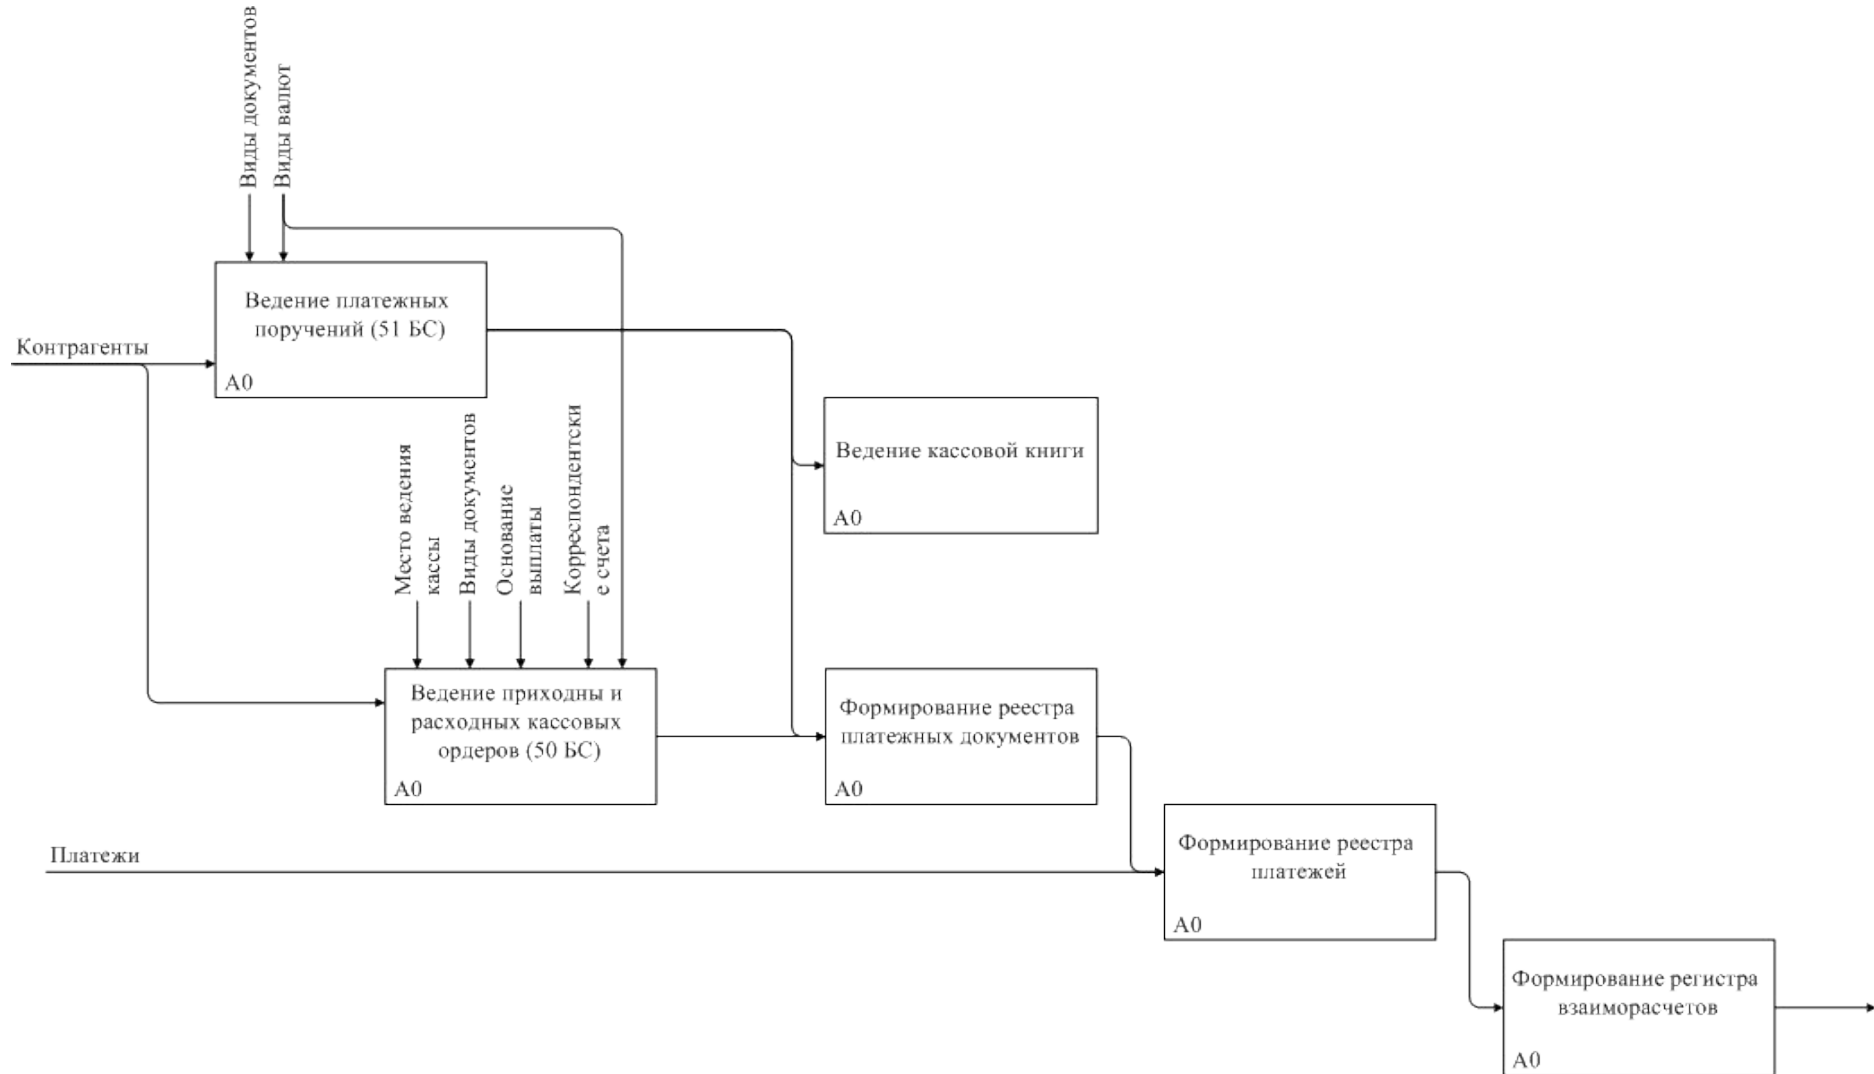 Виды документов
Виды валют
Ведение платежных
поручений (51 БС)
А0
Контрагенты
Место ведения
кассы
Виды документов
Основание
выплаты
Корреспондентски
е счета
Ведение кассовой книги
А0
Ведение приходны и
расходных кассовых
ордеров (50 БС)
А0
Формирование реестра
платежных документов
А0
Платежи
Формирование реестра
платежей
А0
Формирование регистра
взаиморасчетов
А0